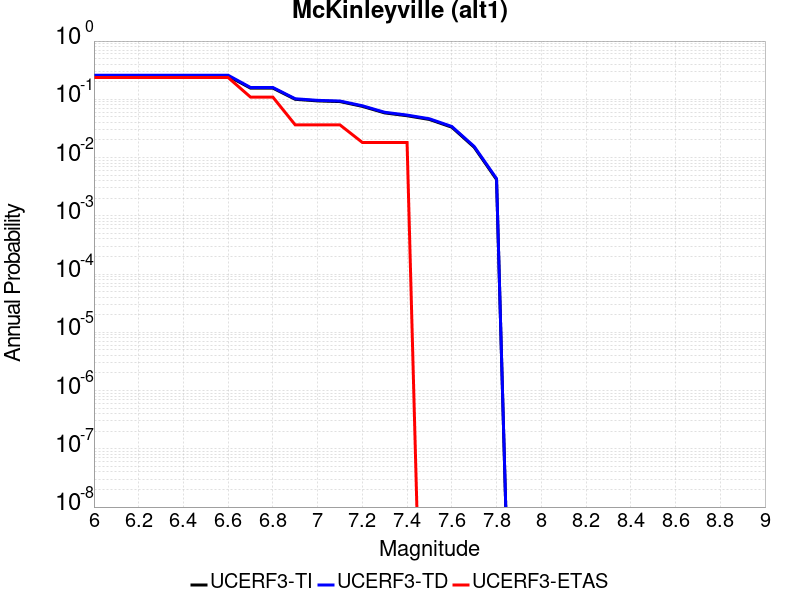 McKinleyville (alt1)
10^0
10^-1
10^-2
10^-3
10^-4
10^-5
10^-6
10^-7
10^-8
Annual Probability
6 6.2 6.4 6.6 6.8 7 7.2 7.4 7.6 7.8 8 8.2 8.4 8.6 8.8 9
Magnitude
UCERF3-TI UCERF3-TD UCERF3-ETAS